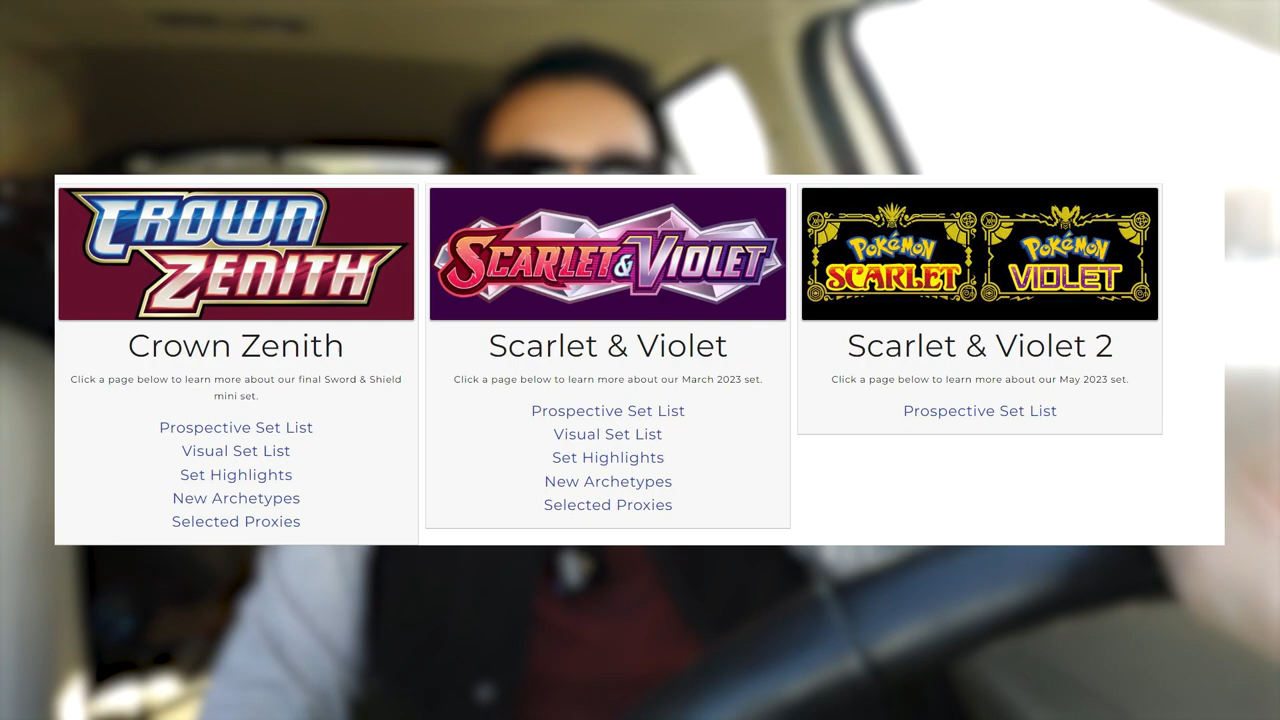 CROWN
ZENITH
Crown Zenith
Click a page below to learn more about our final Sword & Shield
mini set.
Prospective Set List
Visual Set List
Set Highlights
New Archetypes
Selected Proxies
SCARLET & VIOLET
Scarlet & Violet
Click a page below to learn more about our March 2023 set.
Prospective Set List
Visual Set List
Set Highlights
New Archetypes
Selected Proxies
POKéMON
SCARLET
POKéMON
VIOLET
Scarlet & Violet 2
Click a page below to learn more about our May 2023 set.
Prospective Set List